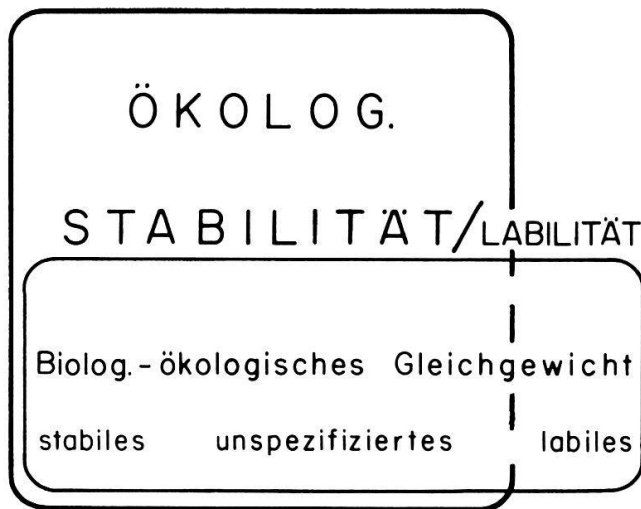 ÖKOLOG.
STABILITÄT/LABILITÄT
Biolog.-ökologisches Gleichgewicht
stabiles unspezifiziertes labiles